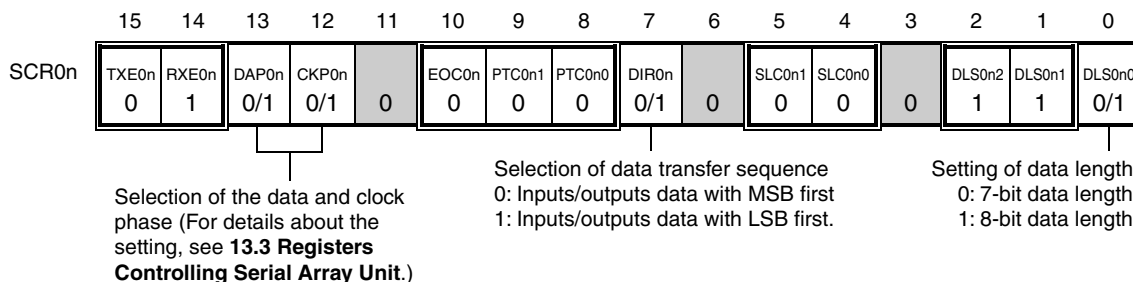 15 14 13 12 11 10 9 8 7 6 5 4 3 2 1 0
SCR0n TXE0n RXE0n DAP0n CKP0n EOC0n PTC0n1 PTC0n0 DIR0n SLC0n1 SLC0n0 DLS0n2 DLS0n1 DLS0n0
0 1 0/1 0/1 0 0 0 0 0/1 0 0 0 0 1 1 0/1
Selection of the data and clock
phase (For details about the
setting, see 13.3 Registers
Controlling Serial Array Unit.)
Selection of data transfer sequence
0: Inputs/outputs data with MSB first
1: Inputs/outputs data with LSB first.
Setting of data length
0: 7-bit data length
1: 8-bit data length